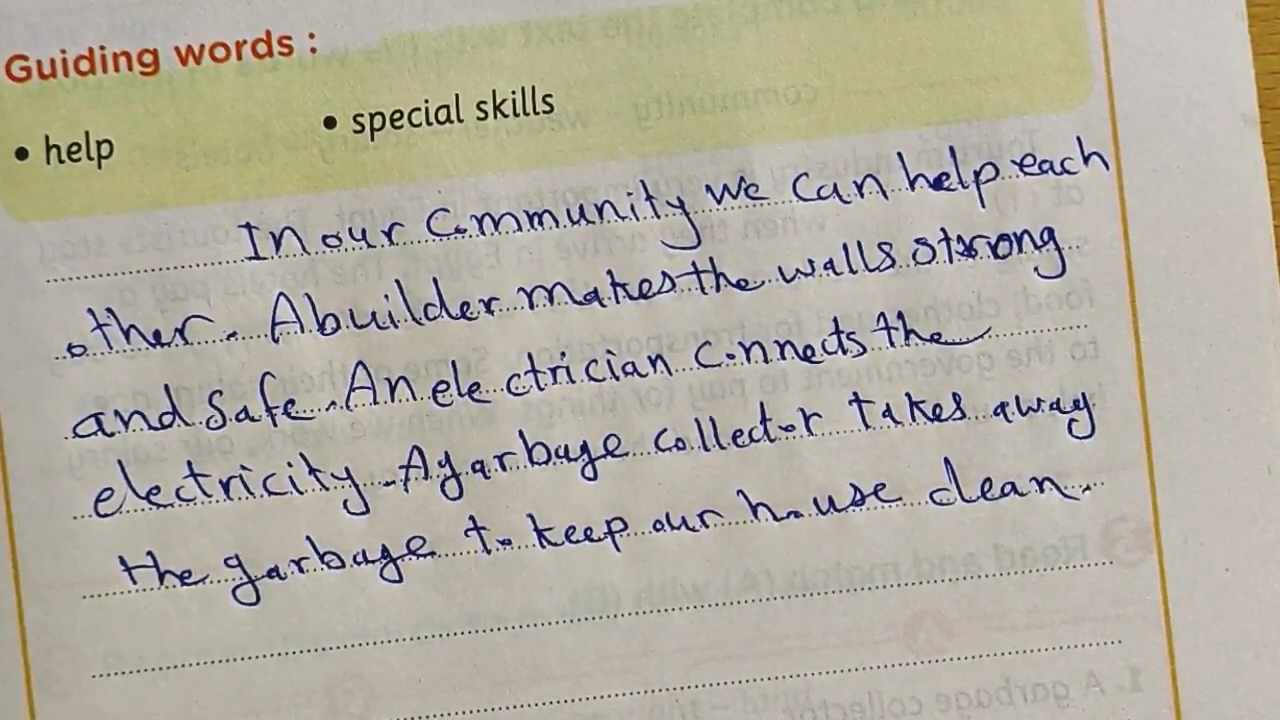 Guiding words :
• help • special skills
In our community we can help each
other. A builder makes the walls strong
and safe. An electrician connects the
electricity. A garbage collector takes away
the garbage to keep our house clean.